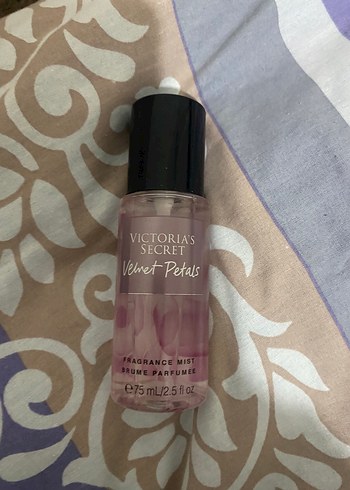 VICTORIA'S
SECRET
Velvet Petals
FRAGRANCE MIST
BRUME PARFUMÉE
℮75 mL/2.5 fl oz